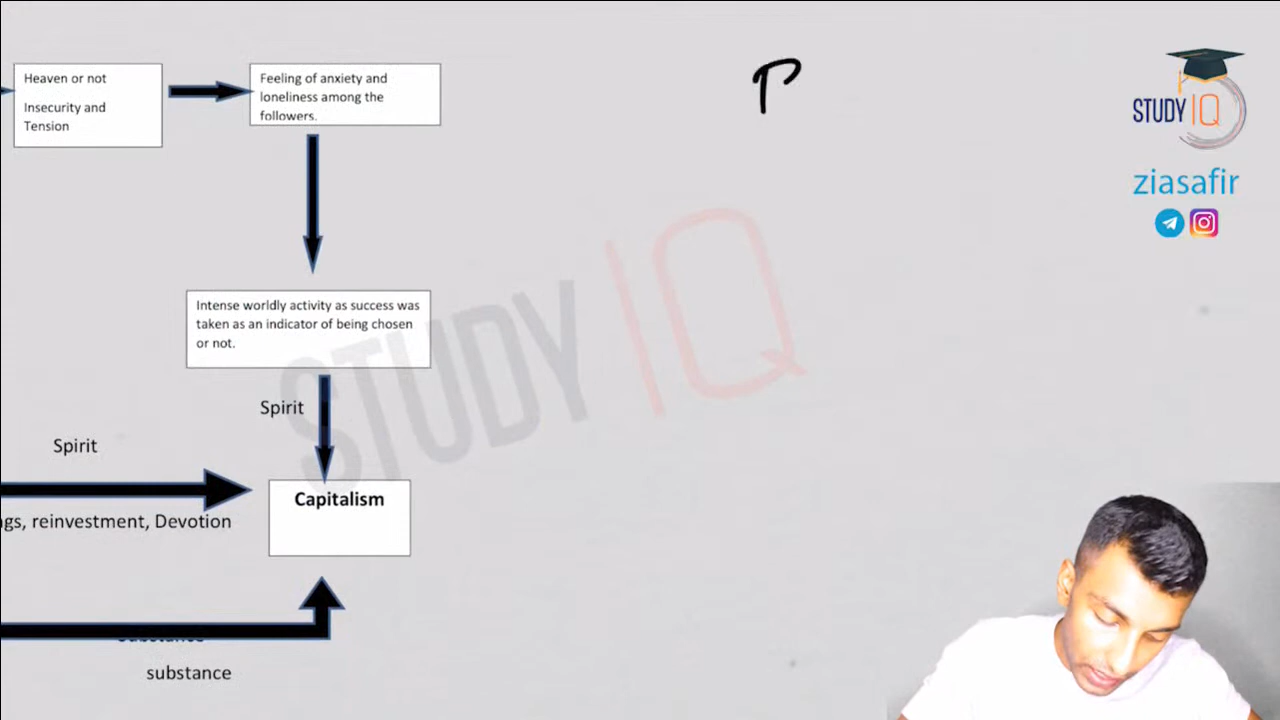 Heaven or not
Insecurity and
Tension
Feeling of anxiety and
loneliness among the
followers.
STUDY IQ
ziasafir
STUDY IQ
Intense worldly activity as success was
taken as an indicator of being chosen
or not.
Spirit
Spirit
Capitalism
reinvestment, Devotion
substance